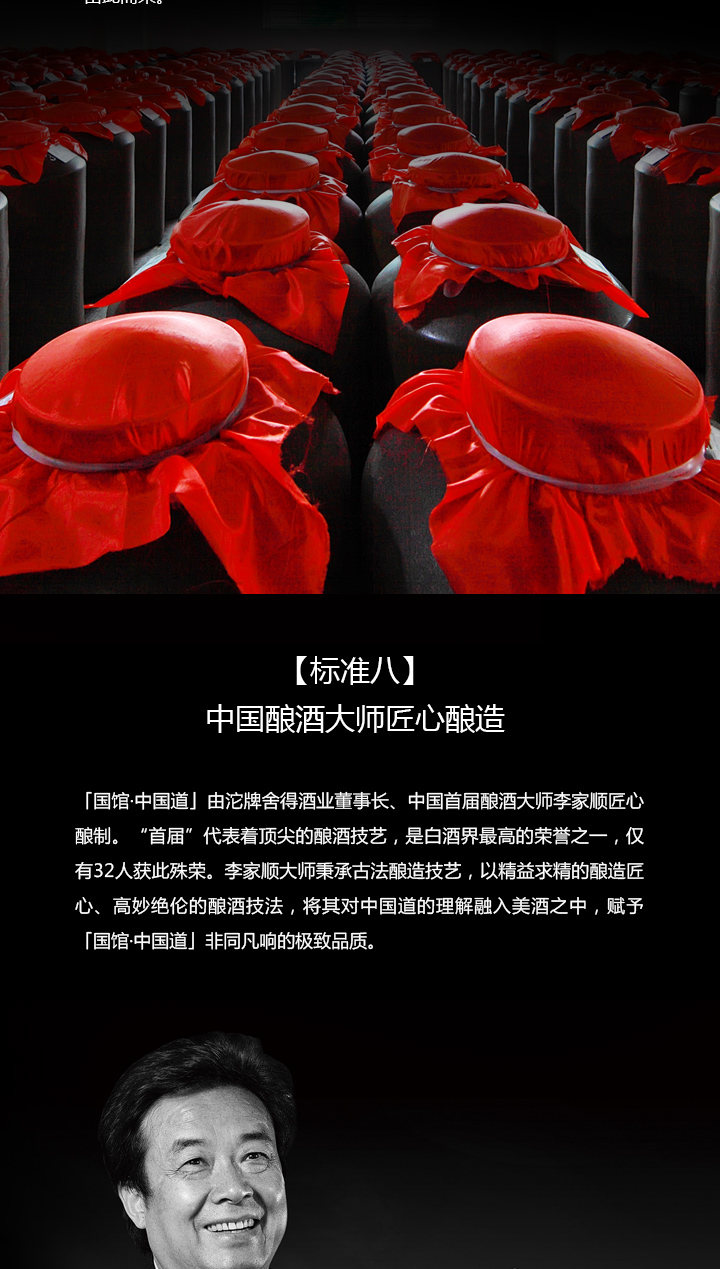 【标准八】
中国酿酒大师匠心酿造
「国馆·中国道」由沱牌舍得酒业董事长、中国首届酿酒大师李家顺匠心
酿制。“首届”代表着顶尖的酿酒技艺，是白酒界最高的荣誉之一，仅
有32人获此殊荣。李家顺大师秉承古法酿造技艺，以精益求精的酿造匠
心、高妙绝伦的酿酒技法，将其对中国道的理解融入美酒之中，赋予
「国馆·中国道」非同凡响的极致品质。